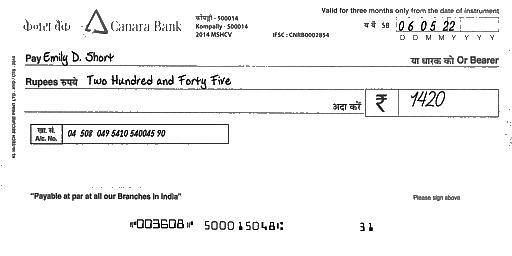 केनरा बैंक Canara Bank
कोंपल्ली - 500014
Kompally - 500014
2014 MSHCV
IFSC : CNRB0002854
Valid for three months only from the date of instrument
SB 06 05 22
D D M M Y Y Y Y
Pay Emily D. Short
या धारक को Or Bearer
Rupees रुपये Two Hundred and Forty Five
अदा करें ₹ 1420
खा. सं. 04 508 049 5410 540045 90
A/c. No.
"Payable at par at all our Branches in India"
Please sign above
⑈003608⑈ 500015048⑆ 31